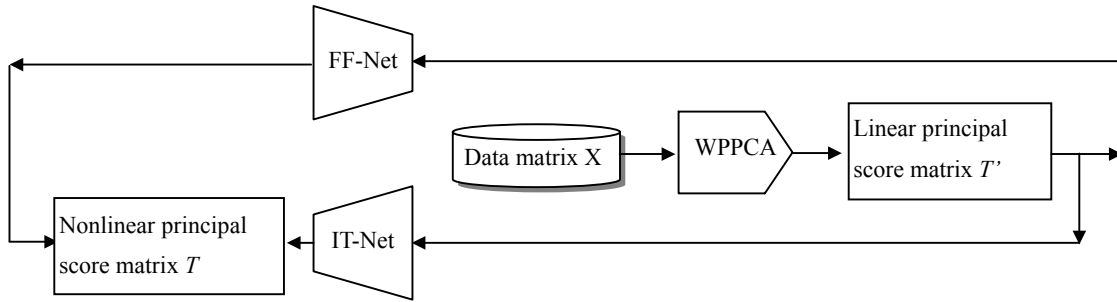 FF-Net
Data matrix X
WPPCA
Linear principal
score matrix T’
Nonlinear principal
score matrix T
IT-Net